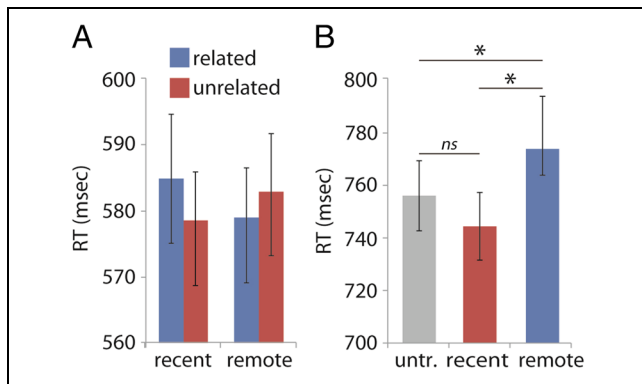 A
related
unrelated
600
590
580
570
560
RT (msec)
recent remote
B
*
*
ns
800
780
760
740
720
700
RT (msec)
untr. recent remote